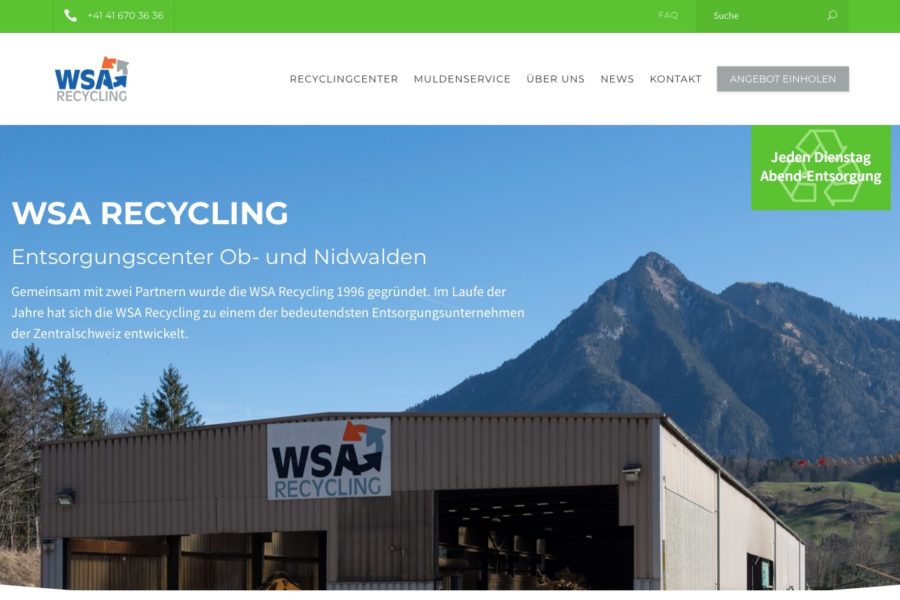 +41 41 670 36 36
FAQ
Suche
WSA
RECYCLING
RECYCLINGCENTER
MULDENSERVICE
ÜBER UNS
NEWS
KONTAKT
ANGEBOT EINHOLEN
Jeden Dienstag
Abend-Entsorgung
WSA RECYCLING
Entsorgungscenter Ob- und Nidwalden
Gemeinsam mit zwei Partnern wurde die WSA Recycling 1996 gegründet. Im Laufe der
Jahre hat sich die WSA Recycling zu einem der bedeutendsten Entsorgungsunternehmen
der Zentralschweiz entwickelt.
WSA
RECYCLING